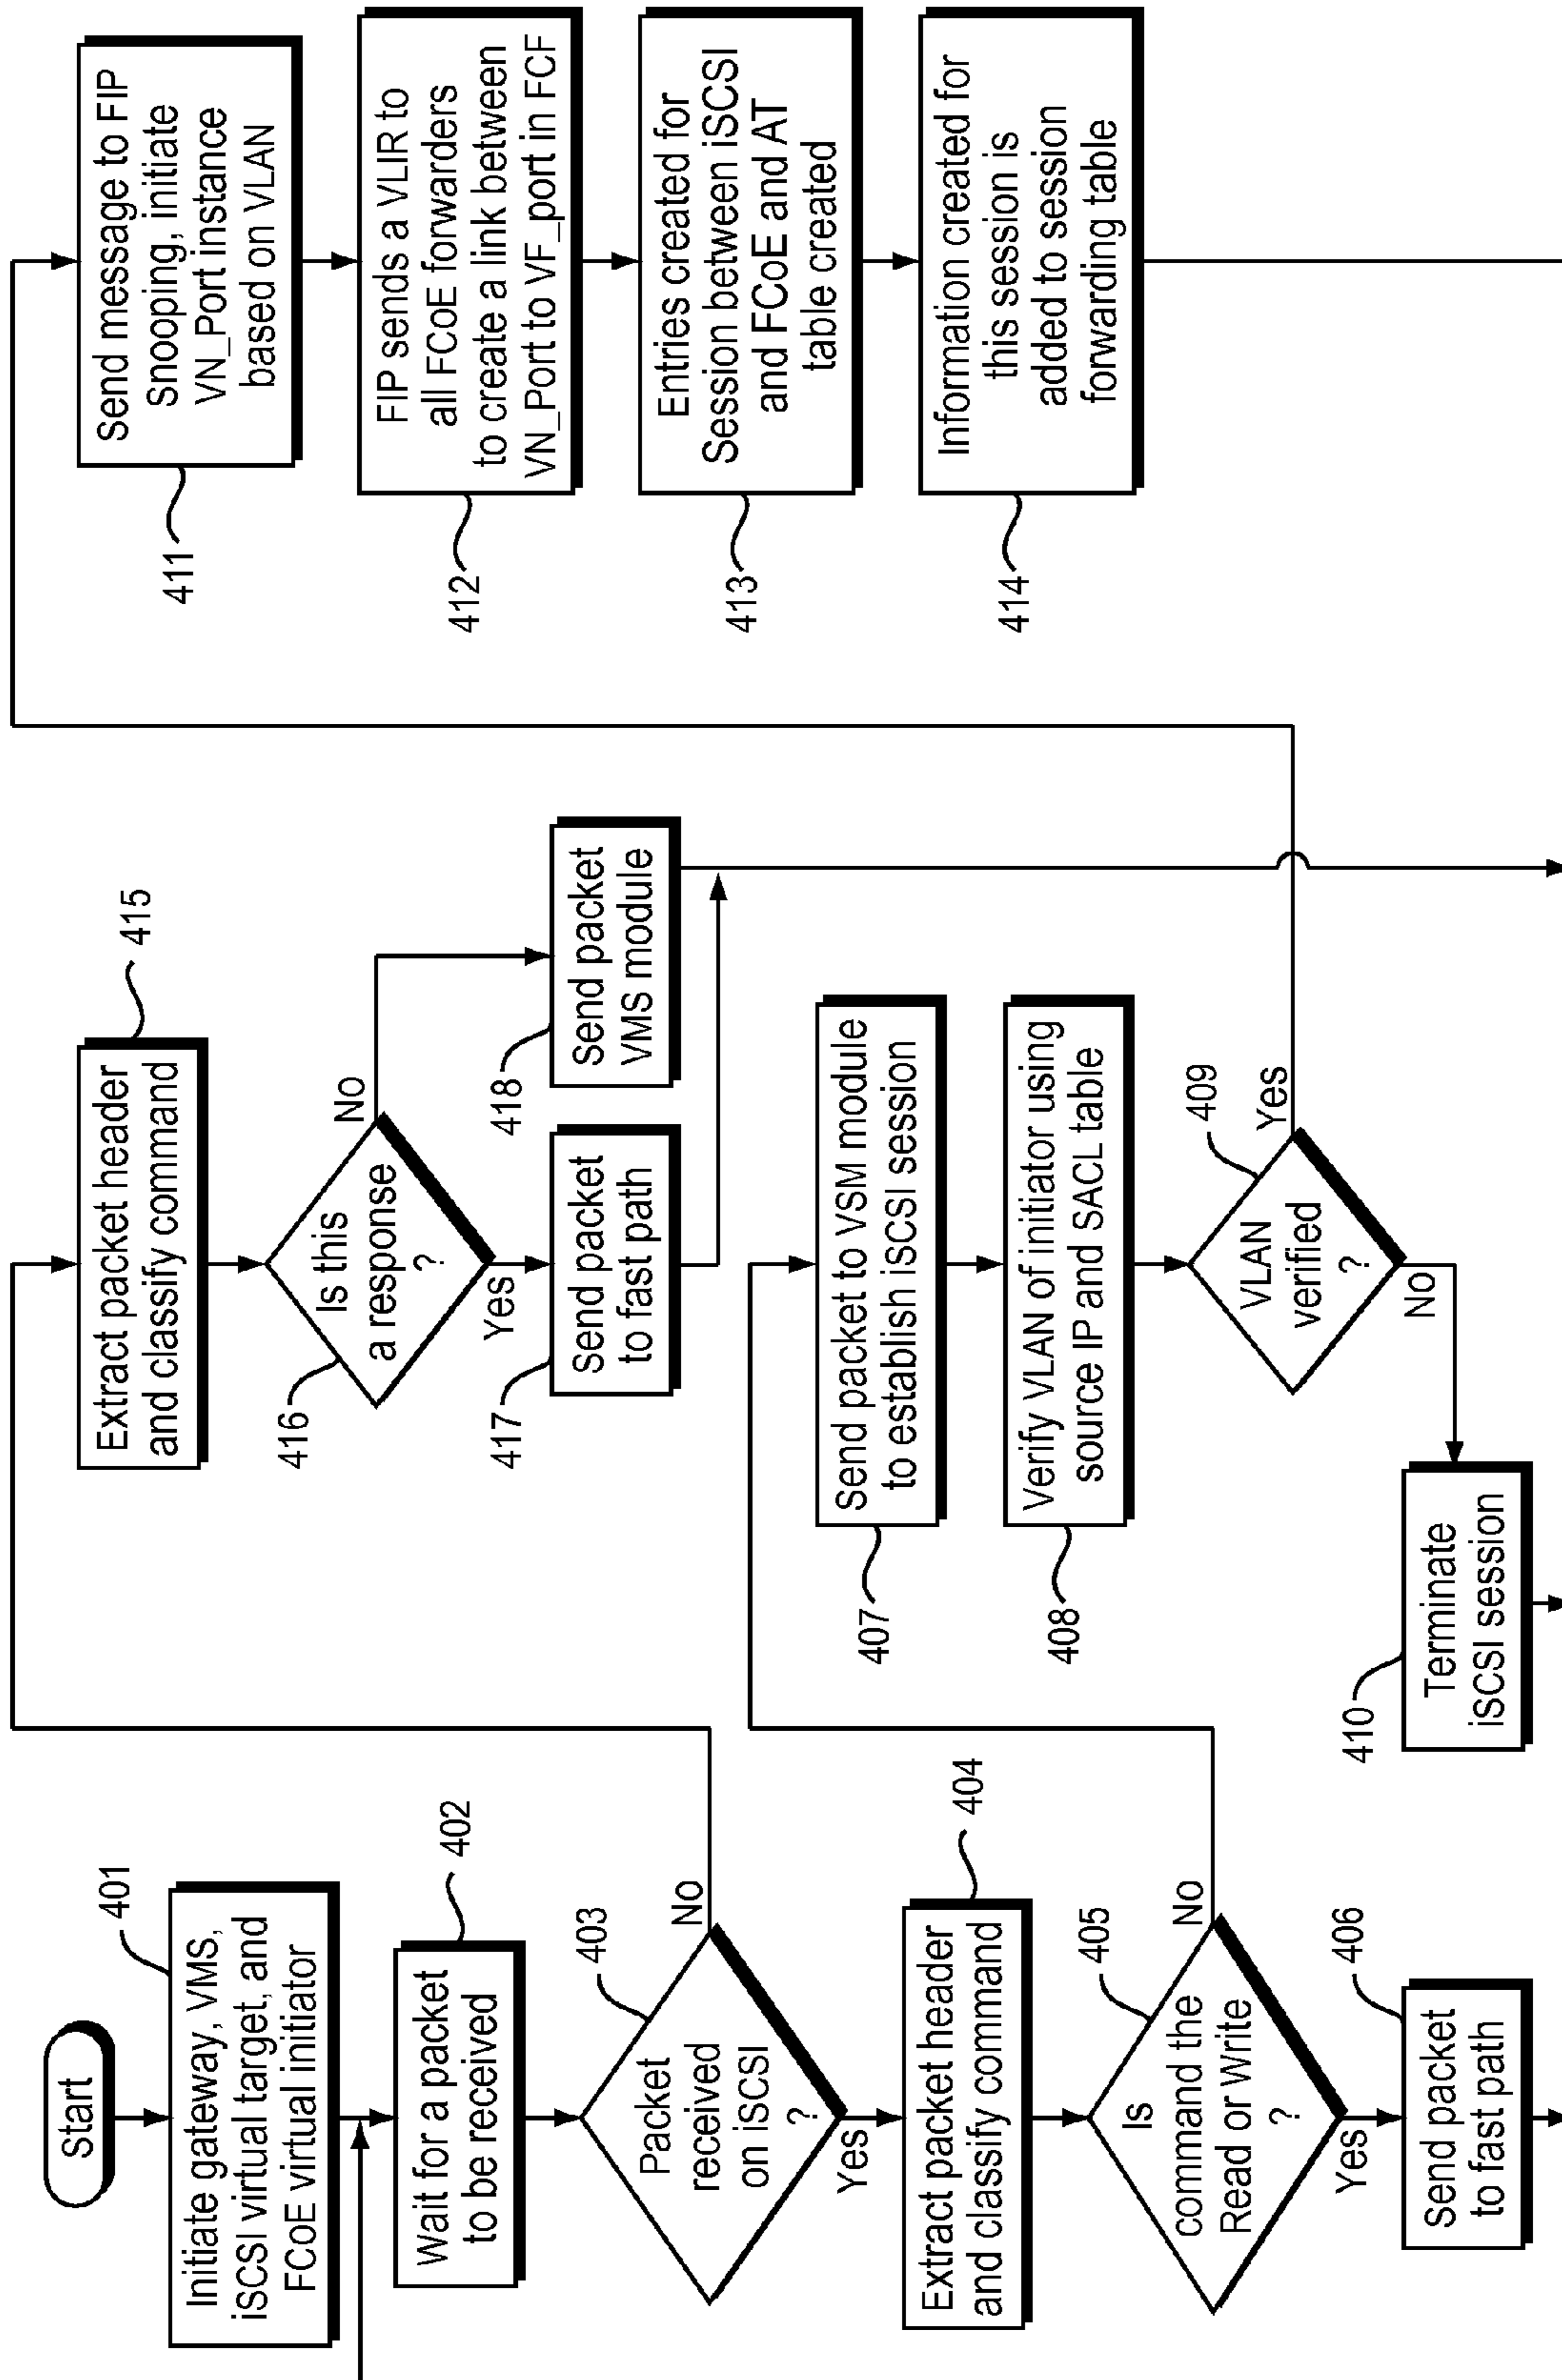 Start
401
Initiate gateway, VMS,
iSCSI virtual target, and
FCoE virtual initiator
402
Wait for a packet
to be received
403
Packet
received
on iSCSI
?
No
Yes
404
Extract packet header
and classify command
405
Is
command the
Read or Write
?
No
Yes
406
Send packet
to fast path
415
Extract packet header
and classify command
416
Is this
a response
?
No
Yes
417
Send packet
to fast path
418
Send packet
VMS module
407
Send packet to VSM module
to establish iSCSI session
408
Verify VLAN of initiator using
source IP and SACL table
409
VLAN
verified
?
Yes
No
410
Terminate
iSCSI session
411
Send message to FIP
Snooping, initiate
VN_Port instance
based on VLAN
412
FIP sends a VLIR to
all FCoE forwarders
to create a link between
VN_Port to VF_port in FCF
413
Entries created for
Session between iSCSI
and FCoE and AT
table created
414
Information created for
this session is
added to session
forwarding table